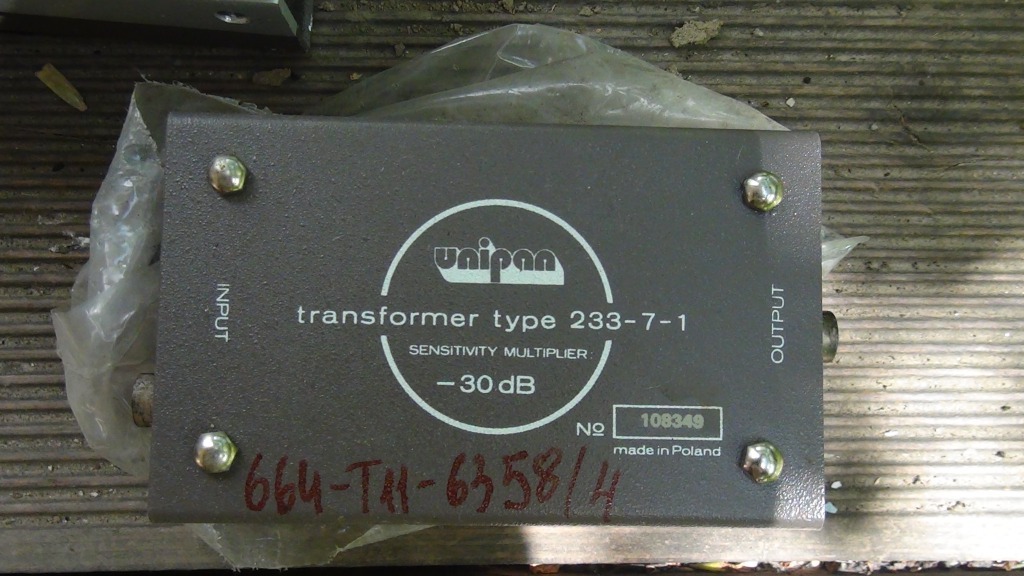 unipan
INPUT
transformer type 233-7-1
OUTPUT
SENSITIVITY MULTIPLIER
-30 dB
№ 108349
made in Poland
664-T11-6358/4